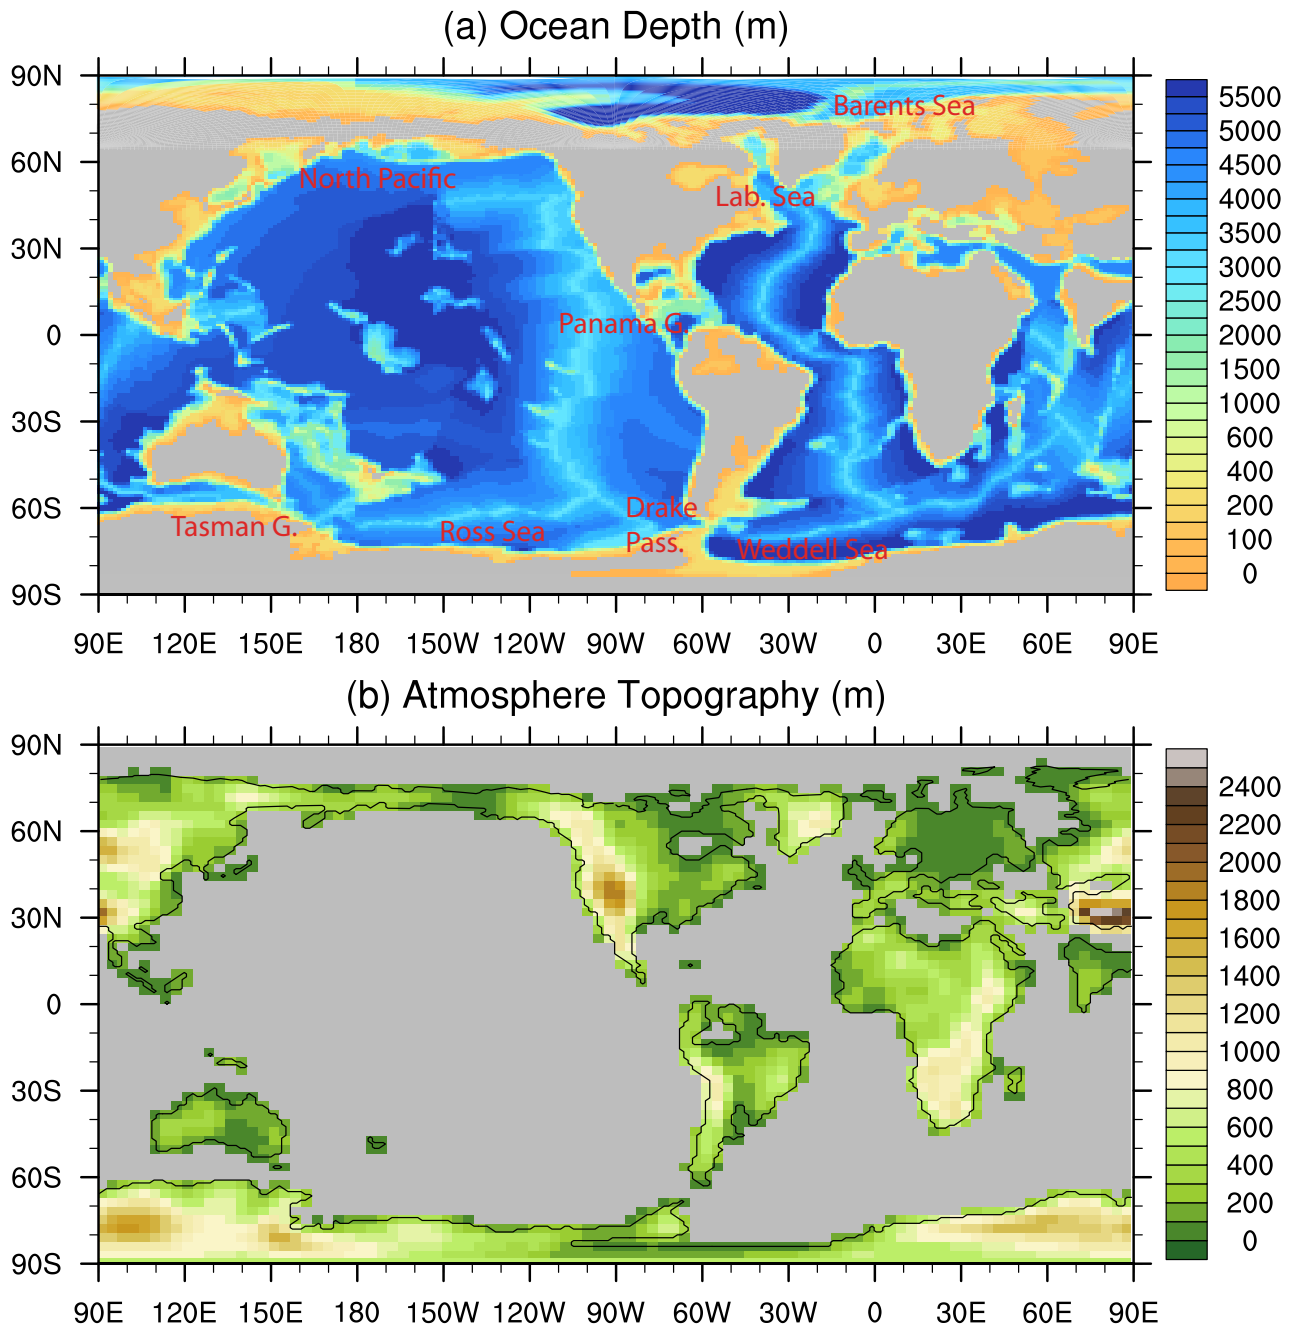 (a) Ocean Depth (m)
90N
60N
30N
0
30S
60S
90S
Barents Sea
North Pacific
Lab. Sea
Panama G.
Drake
Pass.
Tasman G.
Ross Sea
Weddell Sea
90E 120E 150E 180 150W 120W 90W 60W 30W 0 30E 60E 90E
5500
5000
4500
4000
3500
3000
2500
2000
1500
1000
600
400
200
100
0
(b) Atmosphere Topography (m)
90N
60N
30N
0
30S
60S
90S
90E 120E 150E 180 150W 120W 90W 60W 30W 0 30E 60E 90E
2400
2200
2000
1800
1600
1400
1200
1000
800
600
400
200
0